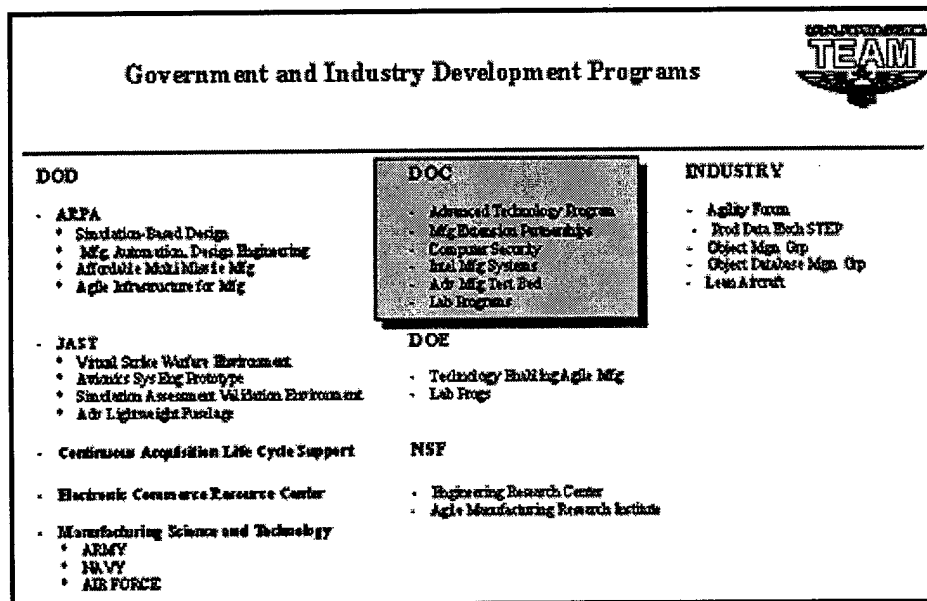 TEAM
Government and Industry Development Programs
DOD
- ARPA
* Simulation-Based Design
* Mfg. Automation. Design Engineering
* Affordable Multi Missile Mfg
* Agile Infrastructure for Mfg
- JAST
* Virtual Strike Warfare Environment
* Avionics Sys Eng Prototype
* Simulation Assessment Validation Environment
* Adv Lightweight Fuselage
- Continuous Acquisition Life Cycle Support
- Electronic Commerce Resource Center
- Manufacturing Science and Technology
* ARMY
* NAVY
* AIR FORCE
DOC
- Advanced Technology Program
- Mfg Extension Partnerships
- Computer Security
- Intel Mfg Systems
- Adv Mfg Test Bed
- Lab Programs
DOE
- Technology Enabling Agile Mfg
- Lab Progs
NSF
- Engineering Research Center
- Agile Manufacturing Research Institute
INDUSTRY
- Agility Forum
- Prod Data Exch STEP
- Object Mgn. Grp
- Object Database Mgn. Grp
- Lean Aircraft